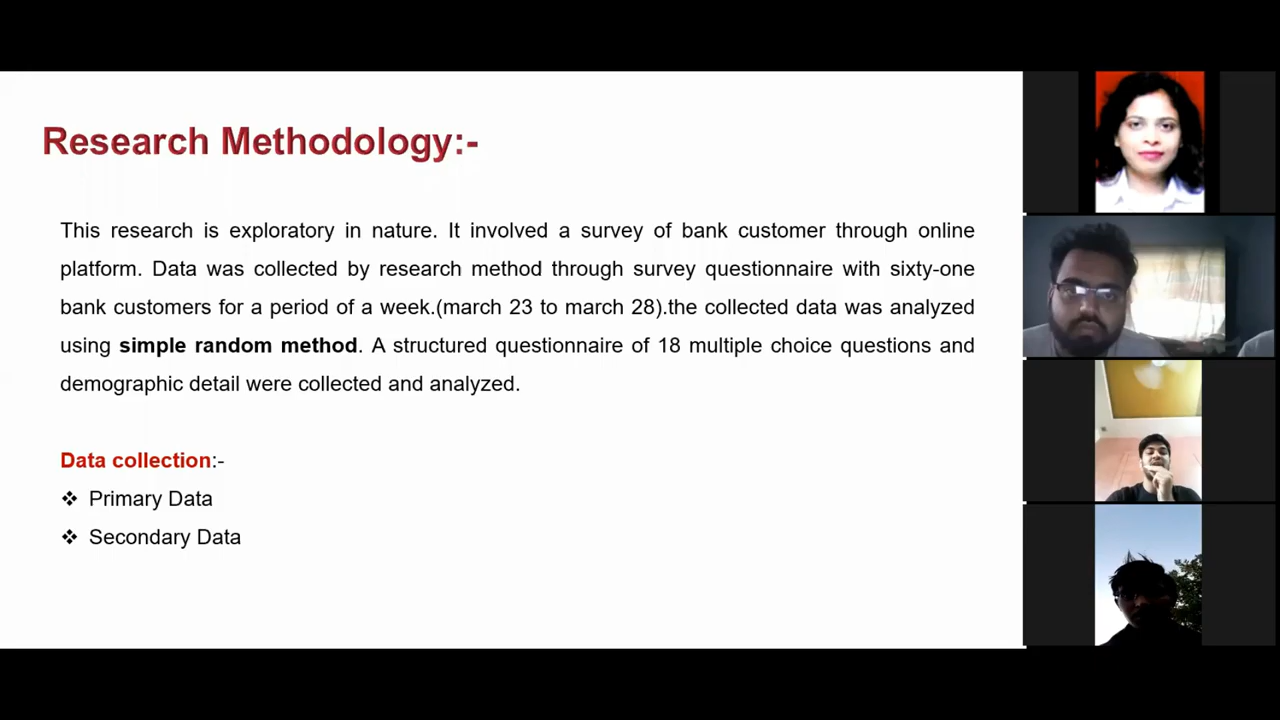 Research Methodology:-
This research is exploratory in nature. It involved a survey of bank customer through online
platform. Data was collected by research method through survey questionnaire with sixty-one
bank customers for a period of a week.(march 23 to march 28).the collected data was analyzed
using simple random method. A structured questionnaire of 18 multiple choice questions and
demographic detail were collected and analyzed.
Data collection:-
❖ Primary Data
❖ Secondary Data